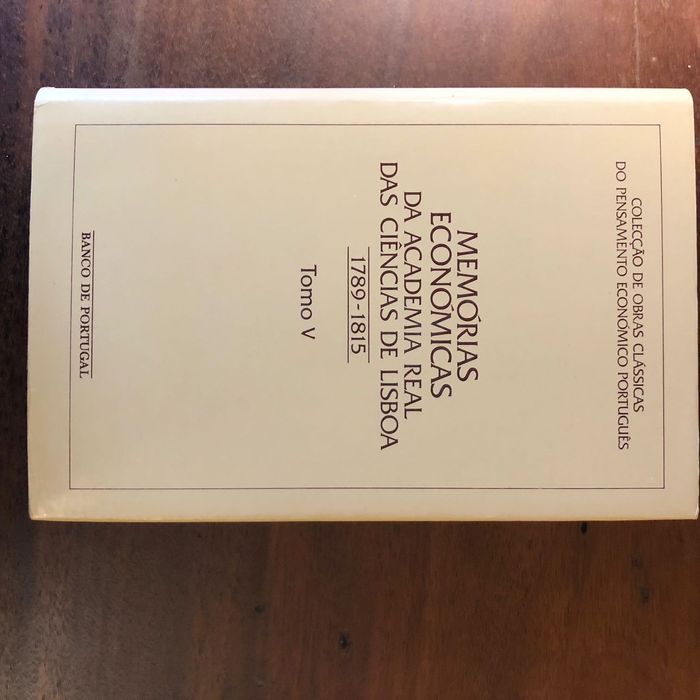 COLECÇÃO DE OBRAS CLÁSSICAS
DO PENSAMENTO ECONÓMICO PORTUGUÊS
MEMÓRIAS
ECONÓMICAS
DA ACADEMIA REAL
DAS CIÊNCIAS DE LISBOA
1789-1815
Tomo V
BANCO DE PORTUGAL